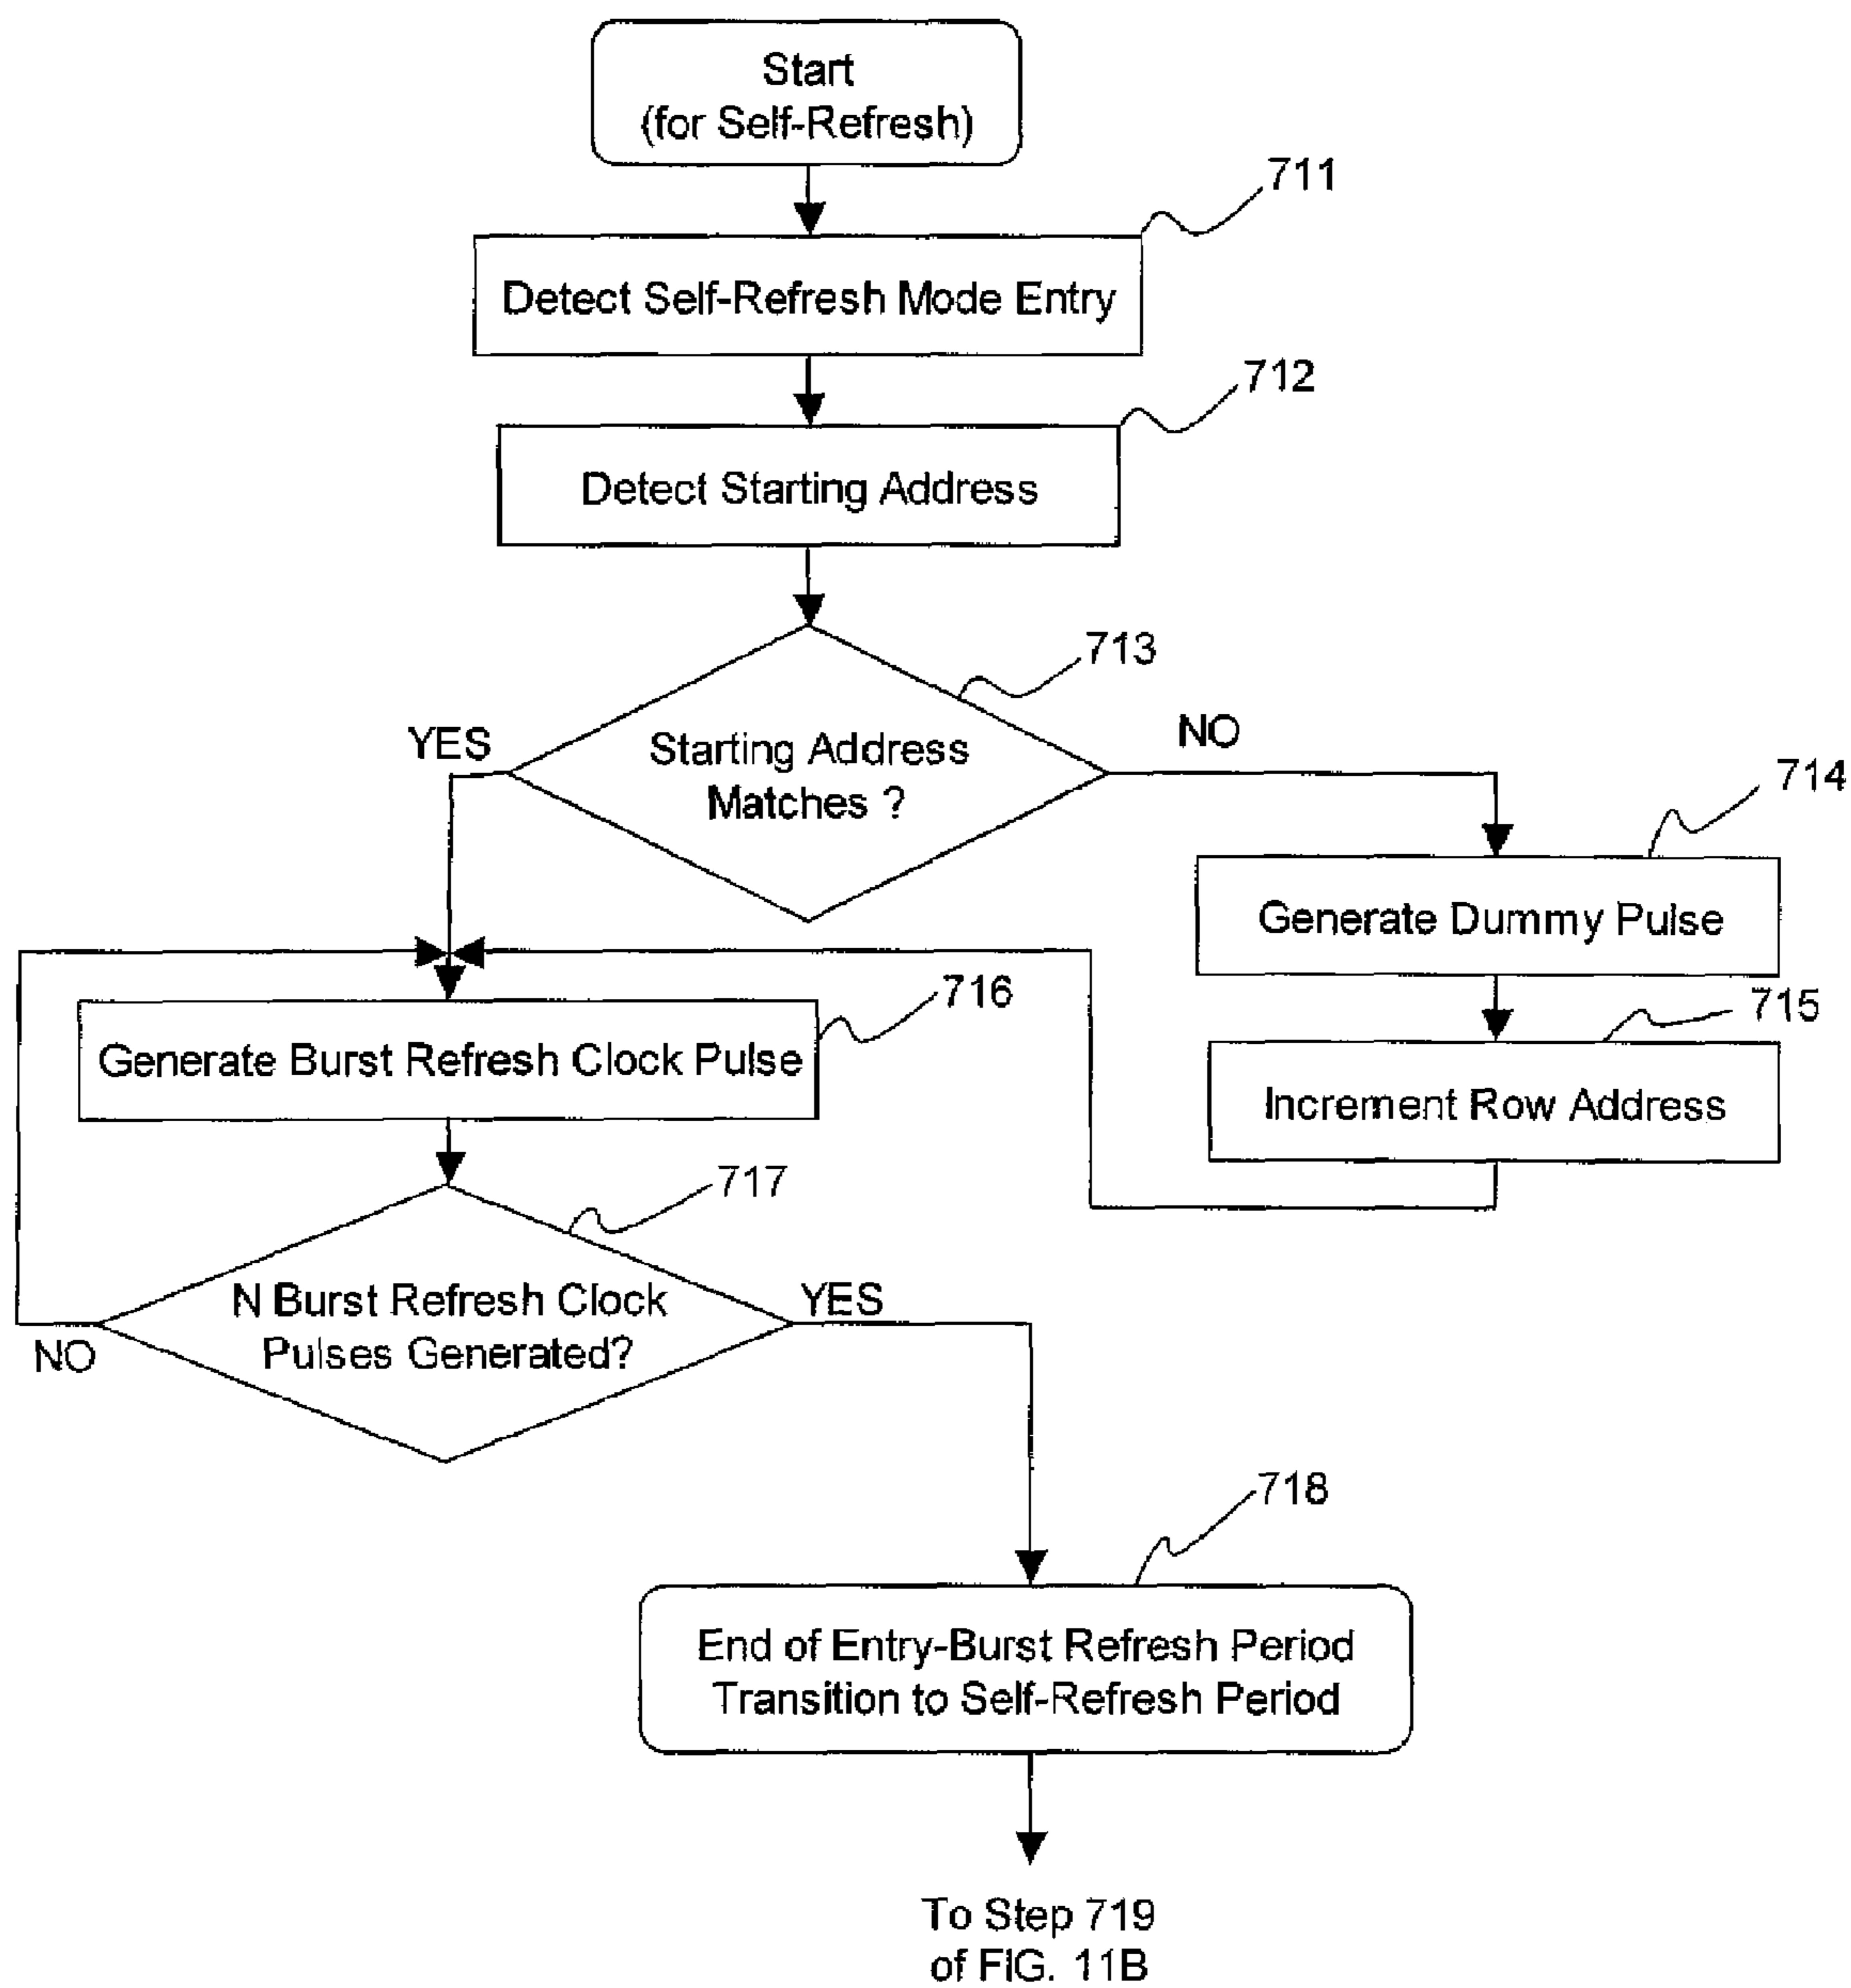 Start
(for Self-Refresh)
711
Detect Self-Refresh Mode Entry
712
Detect Starting Address
713
YES
Starting Address
Matches ?
NO
714
Generate Dummy Pulse
715
Increment Row Address
716
Generate Burst Refresh Clock Pulse
717
N Burst Refresh Clock
Pulses Generated?
YES
NO
718
End of Entry-Burst Refresh Period
Transition to Self-Refresh Period
To Step 719
of FIG. 11B